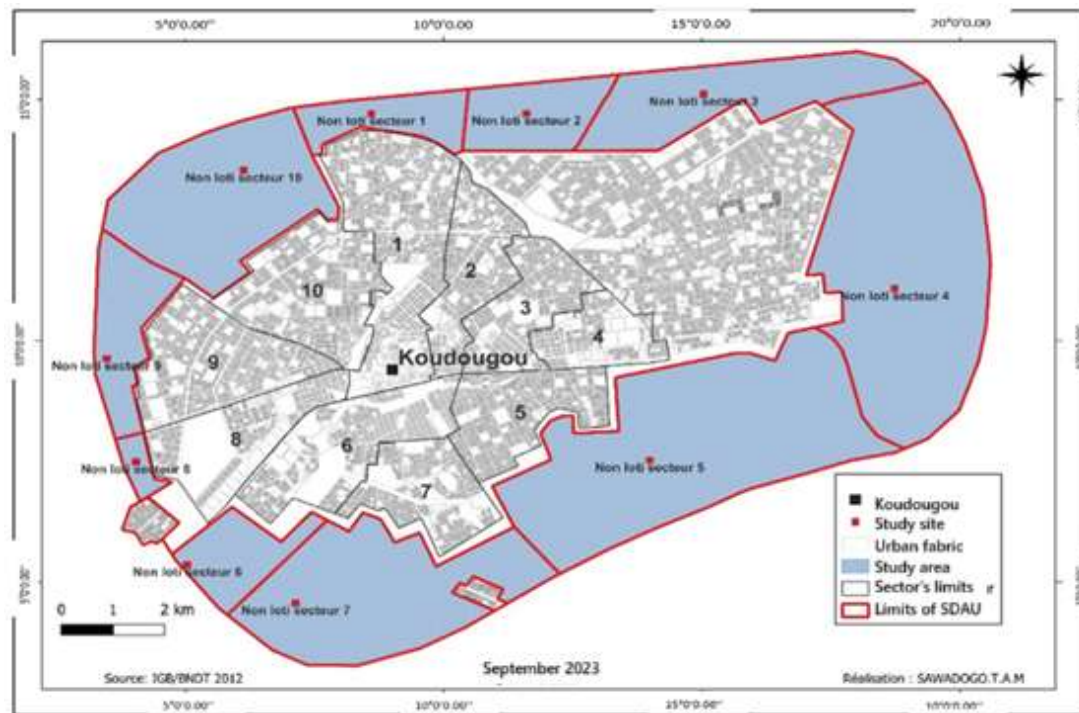 5°0'0.00"
10°0'0.00
15°0'0.00
20°0'0.00
Non loti secteur 1
Non loti secteur 2
Non loti secteur 3
Non loti secteur 10
1
2
10
3
Non loti secteur 4
4
Koudougou
Non loti secteur 9
9
5
8
6
Non loti secteur 5
Non loti secteur 8
7
Non loti secteur 6
Non loti secteur 7
0 1 2 km
Koudougou
Study site
Urban fabric
Study area
Sector's limits if
Limits of SDAU
September 2023
Source: IGB/BNDT 2012
Réalisation : SAWADOGO.T.A.M
5°0'0.00"
10°0'0.00
15°0'0.00
10°0'0.00